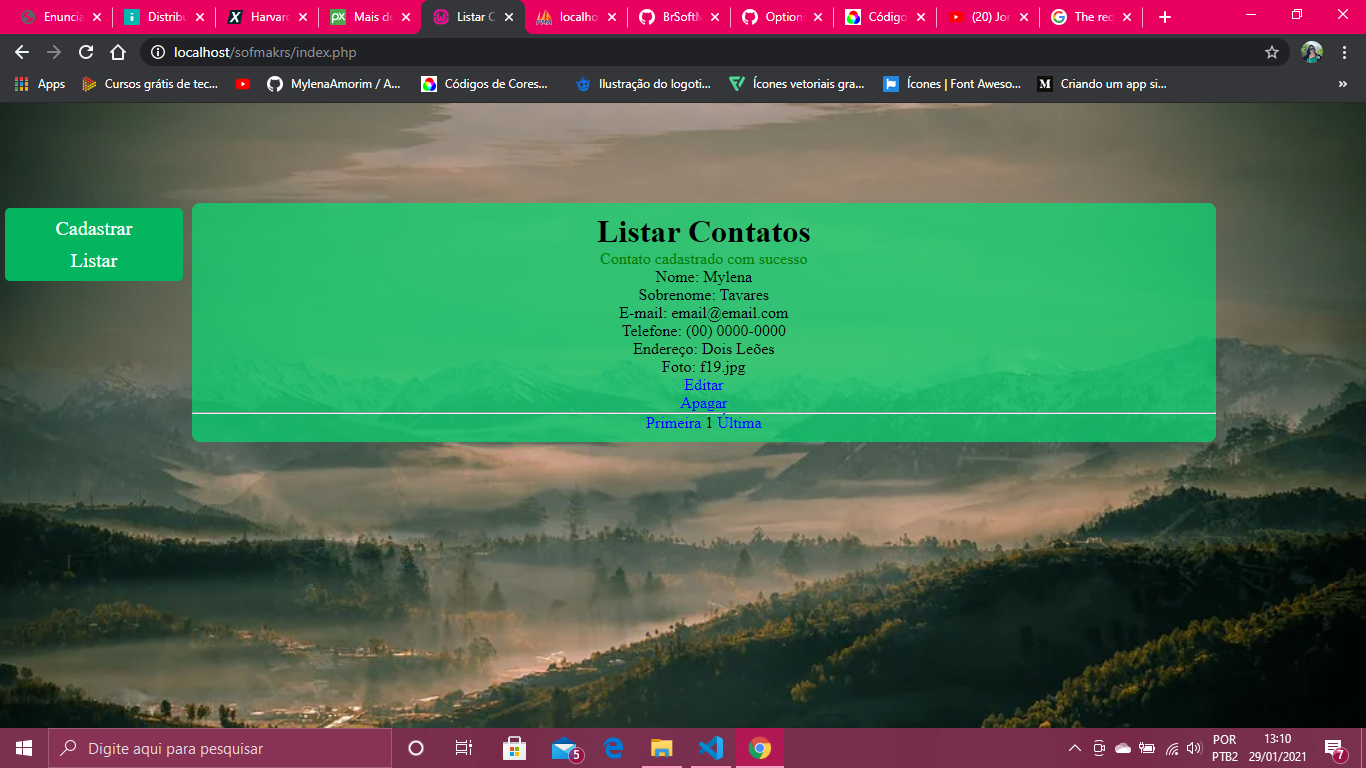 Enuncia
Distribu
Harvard
Mais de
Listar C
localho
BrSoftM
Options
Código
(20) Jor
The req
localhost/sofmakrs/index.php
Apps
Cursos grátis de tec...
MylenaAmorim / A...
Códigos de Cores...
Ilustração do logoti...
Ícones vetoriais gra...
Ícones | Font Aweso...
Criando um app si...
»
Cadastrar
Listar
Listar Contatos
Contato cadastrado com sucesso
Nome: Mylena
Sobrenome: Tavares
E-mail: email@email.com
Telefone: (00) 0000-0000
Endereço: Dois Leões
Foto: f19.jpg
Editar
Apagar
Primeira 1 Última
Digite aqui para pesquisar
5
POR
PTB2
13:10
29/01/2021
7